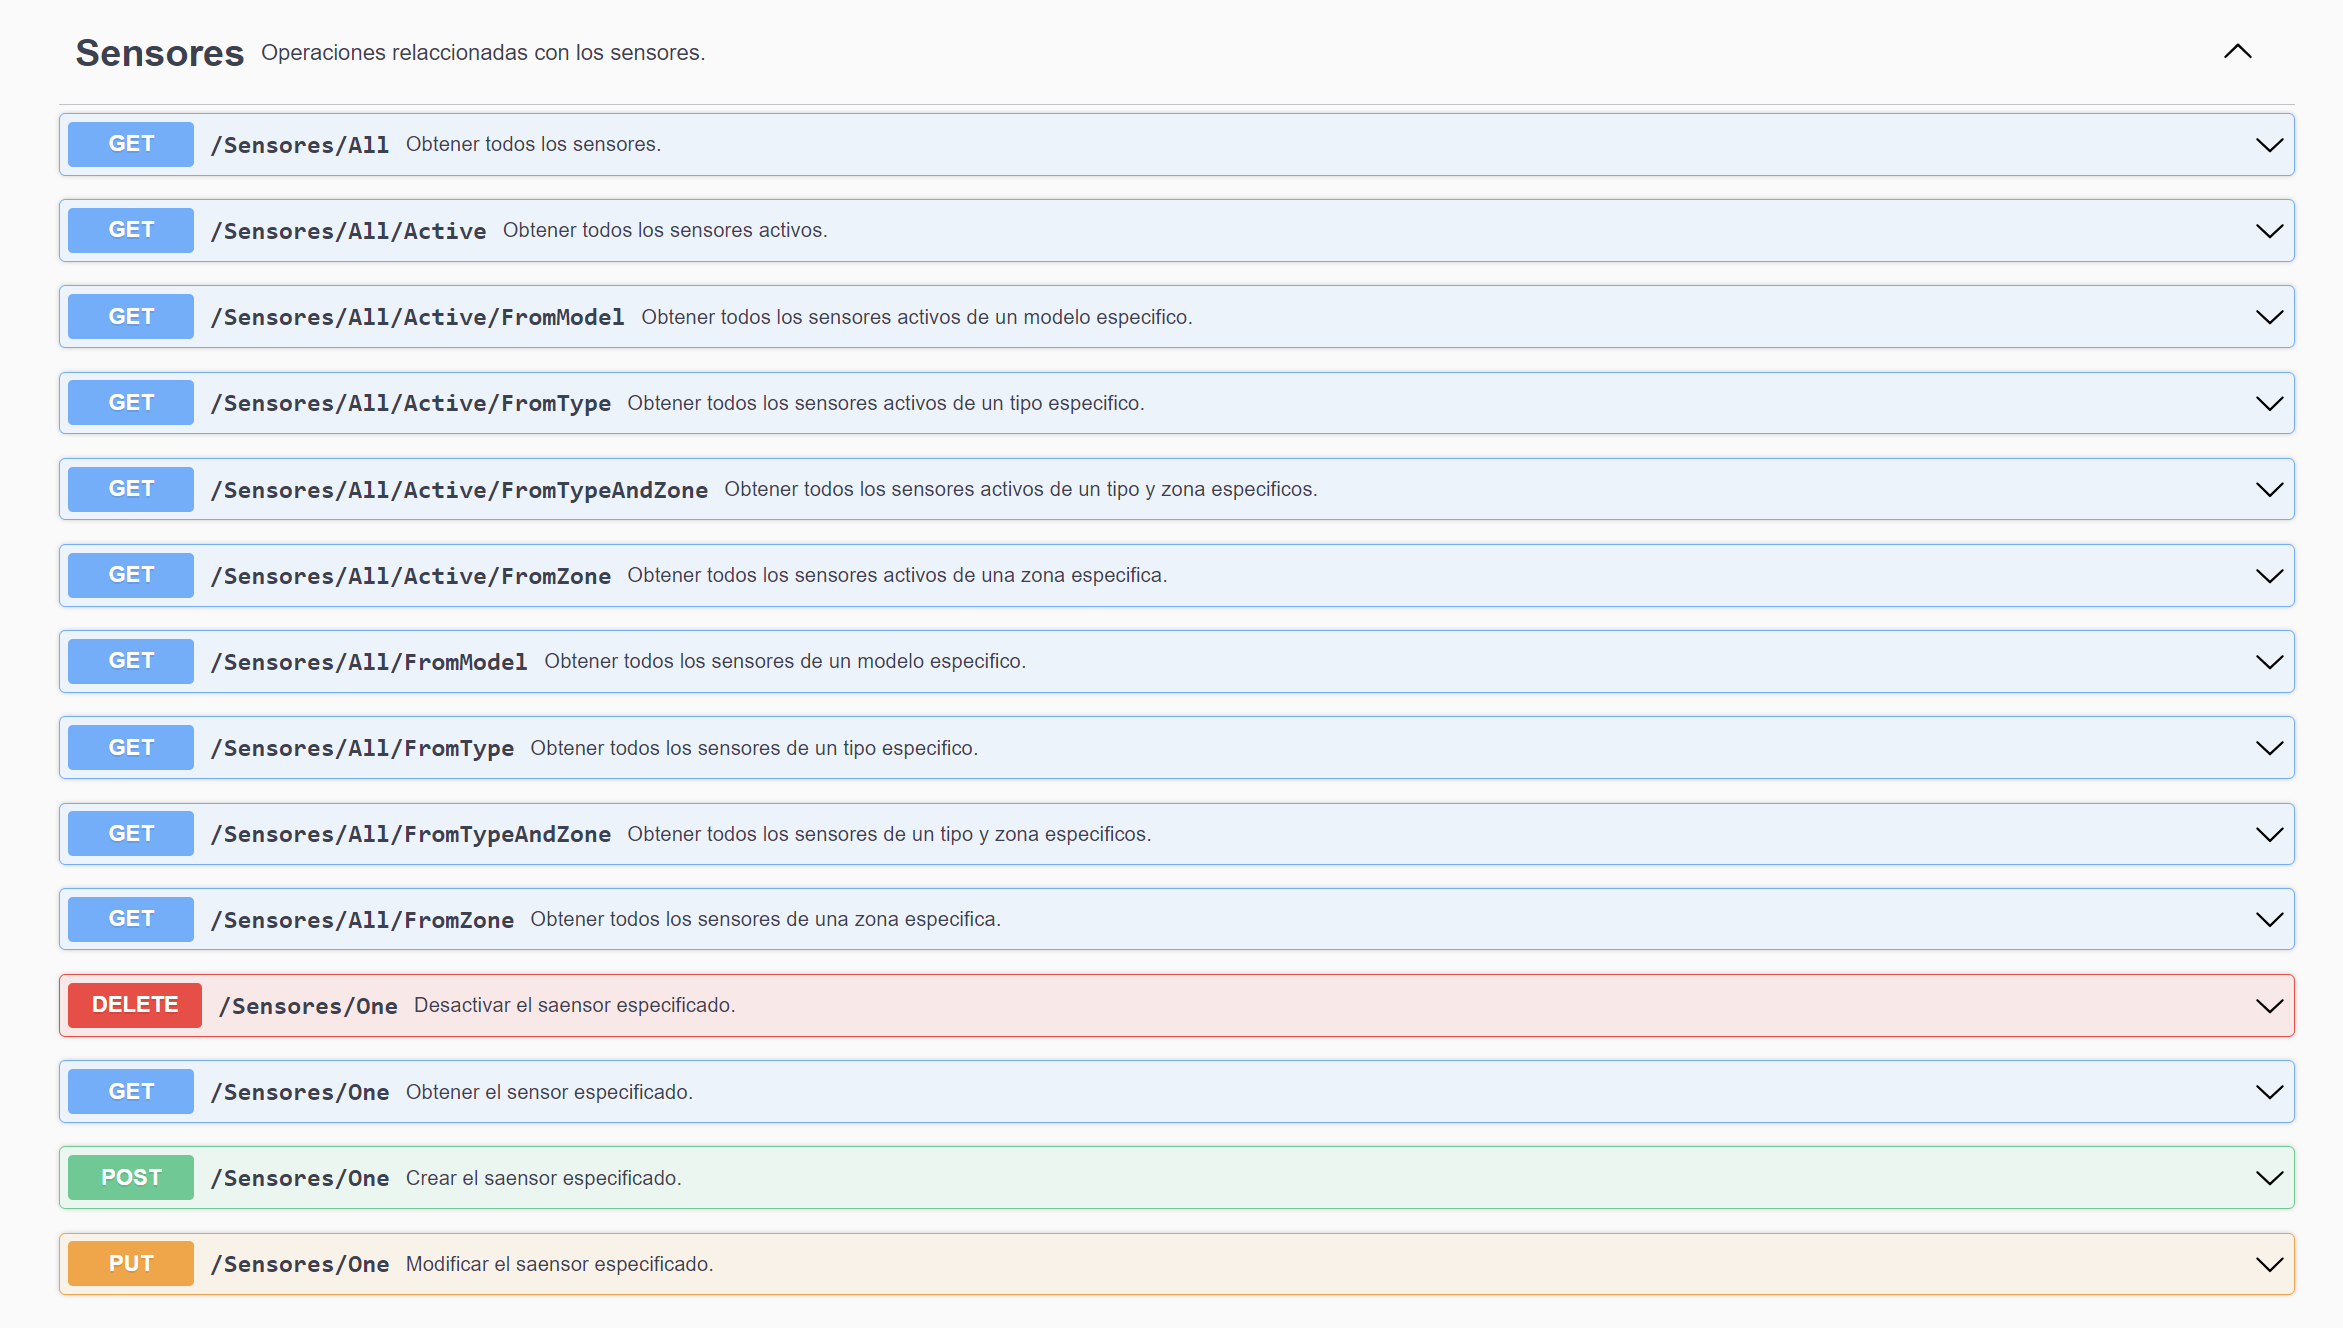 Sensores Operaciones relaccionadas con los sensores.
GET /Sensores/All Obtener todos los sensores.
GET /Sensores/All/Active Obtener todos los sensores activos.
GET /Sensores/All/Active/FromModel Obtener todos los sensores activos de un modelo especifico.
GET /Sensores/All/Active/FromType Obtener todos los sensores activos de un tipo especifico.
GET /Sensores/All/Active/FromTypeAndZone Obtener todos los sensores activos de un tipo y zona especificos.
GET /Sensores/All/Active/FromZone Obtener todos los sensores activos de una zona especifica.
GET /Sensores/All/FromModel Obtener todos los sensores de un modelo especifico.
GET /Sensores/All/FromType Obtener todos los sensores de un tipo especifico.
GET /Sensores/All/FromTypeAndZone Obtener todos los sensores de un tipo y zona especificos.
GET /Sensores/All/FromZone Obtener todos los sensores de una zona especifica.
DELETE /Sensores/One Desactivar el saensor especificado.
GET /Sensores/One Obtener el sensor especificado.
POST /Sensores/One Crear el saensor especificado.
PUT /Sensores/One Modificar el saensor especificado.